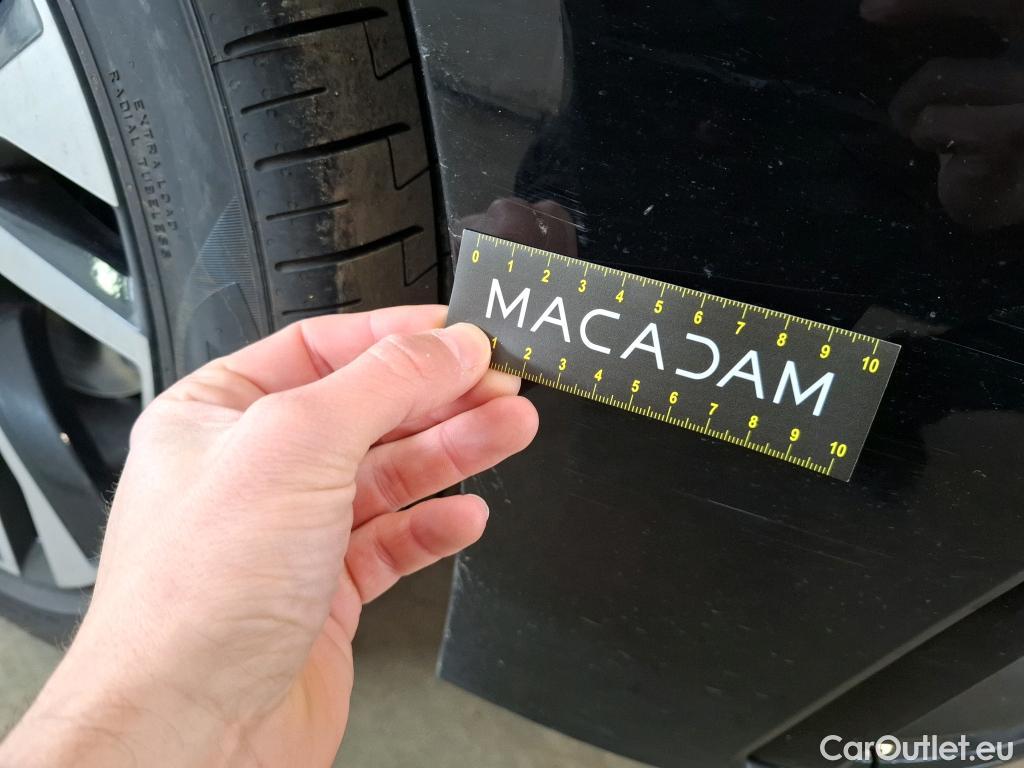 EXTRA LOAD
RADIAL TUBELESS
0 1 2 3 4 5 6 7 8 9 10
MACADAM
1 2 3 4 5 6 7 8 9 10
CarOutlet.eu